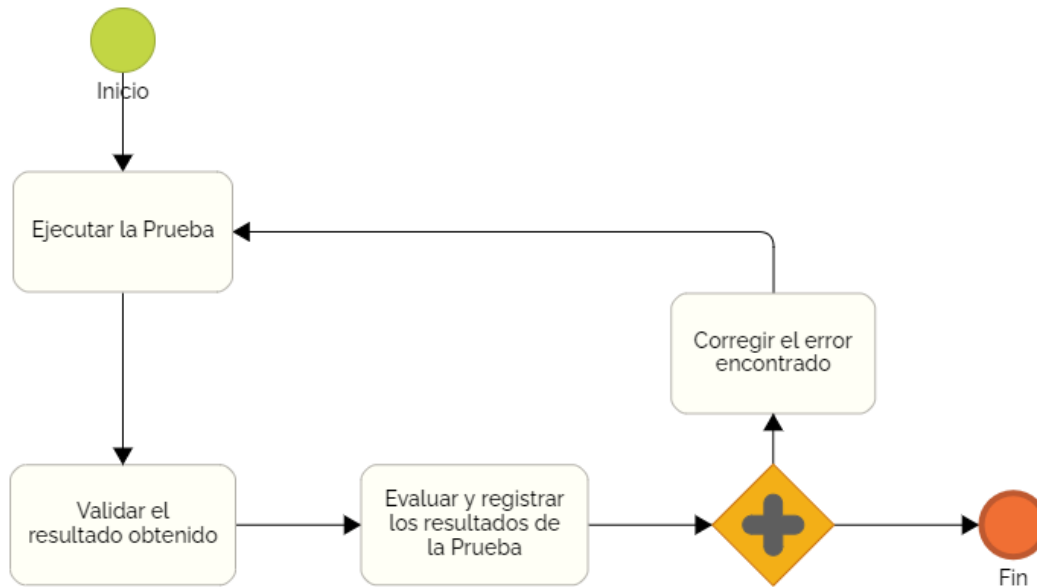 Inicio
Ejecutar la Prueba
Corregir el error
encontrado
Validar el
resultado obtenido
Evaluar y registrar
los resultados de
la Prueba
Fin